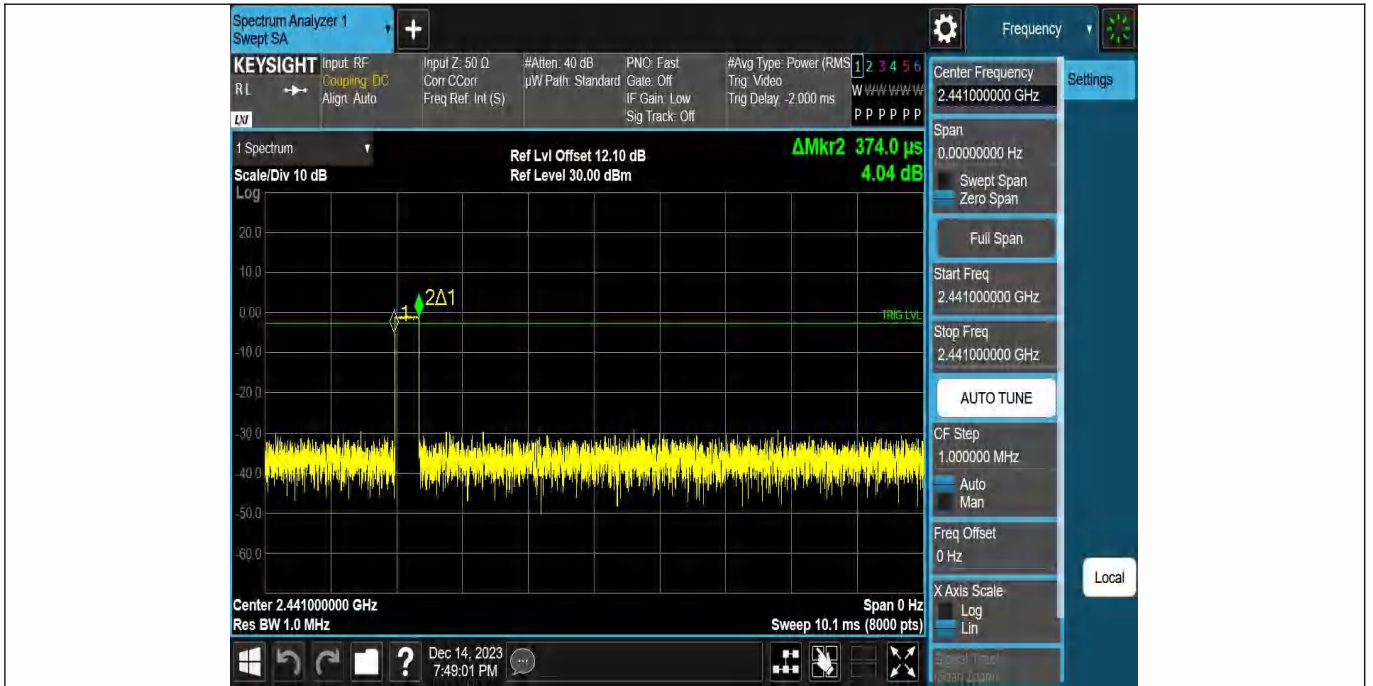 Spectrum Analyzer 1
Swept SA
Frequency
KEYSIGHT
RL
LXI
Input: RF
Coupling: DC
Align: Auto
Input Z: 50 Ω
Corr CCorr
Freq Ref: Int (S)
#Atten: 40 dB
µW Path: Standard
PNO: Fast
Gate: Off
IF Gain: Low
Sig Track: Off
#Avg Type: Power (RMS
Trig: Video
Trig Delay: -2.000 ms
1 2 3 4 5 6
W W W W W W
P P P P P P
1 Spectrum
Scale/Div 10 dB
Log
Ref Lvl Offset 12.10 dB
Ref Level 30.00 dBm
ΔMkr2 374.0 µs
4.04 dB
20.0
10.0
0.00
-10.0
-20.0
-30.0
-40.0
-50.0
-60.0
1
2Δ1
TRIG LVL
Center 2.441000000 GHz
Res BW 1.0 MHz
Span 0 Hz
Sweep 10.1 ms (8000 pts)
Dec 14, 2023
7:49:01 PM
Center Frequency
2.441000000 GHz
Settings
Span
0.00000000 Hz
Swept Span
Zero Span
Full Span
Start Freq
2.441000000 GHz
Stop Freq
2.441000000 GHz
AUTO TUNE
CF Step
1.000000 MHz
Auto
Man
Freq Offset
0 Hz
X Axis Scale
Log
Lin
Signal Track
(Span Zoom)
Local